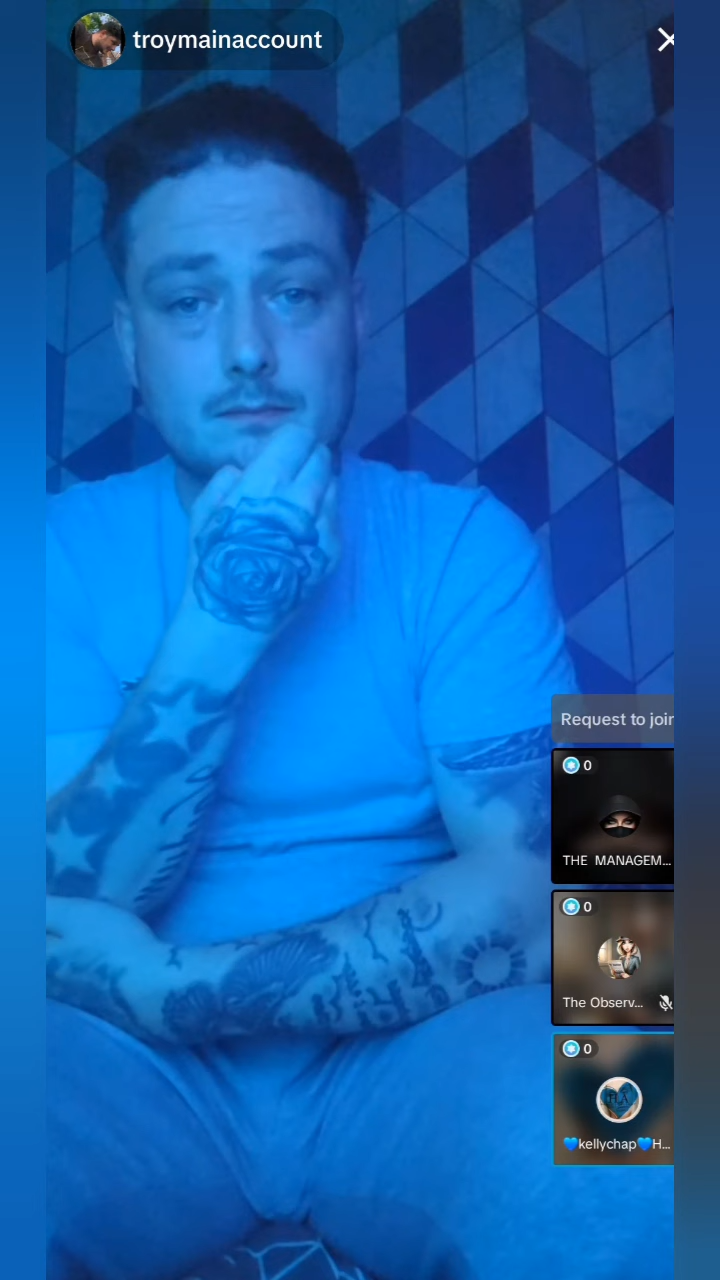 troymainaccount
Request to join
0
THE MANAGEM...
0
The Observ...
0
💙kellychap💙H...